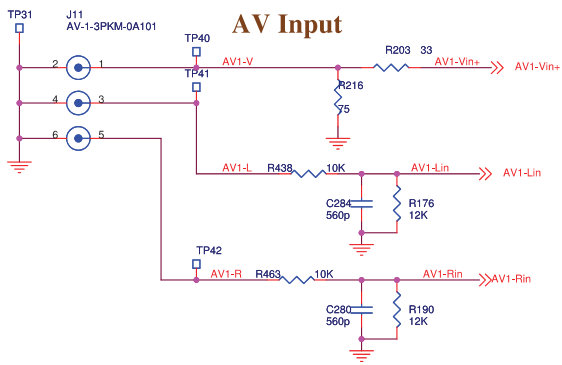 AV Input
TP31
J11
AV-1-3PKM-0A101
TP40
R203 33
2 1 AV1-V AV1-Vin+ AV1-Vin+
TP41
R216
75
4 3
6 5
AV1-L R438 10K AV1-Lin AV1-Lin
C284 R176
560p 12K
TP42
AV1-R R463 10K AV1-Rin AV1-Rin
C280 R190
560p 12K